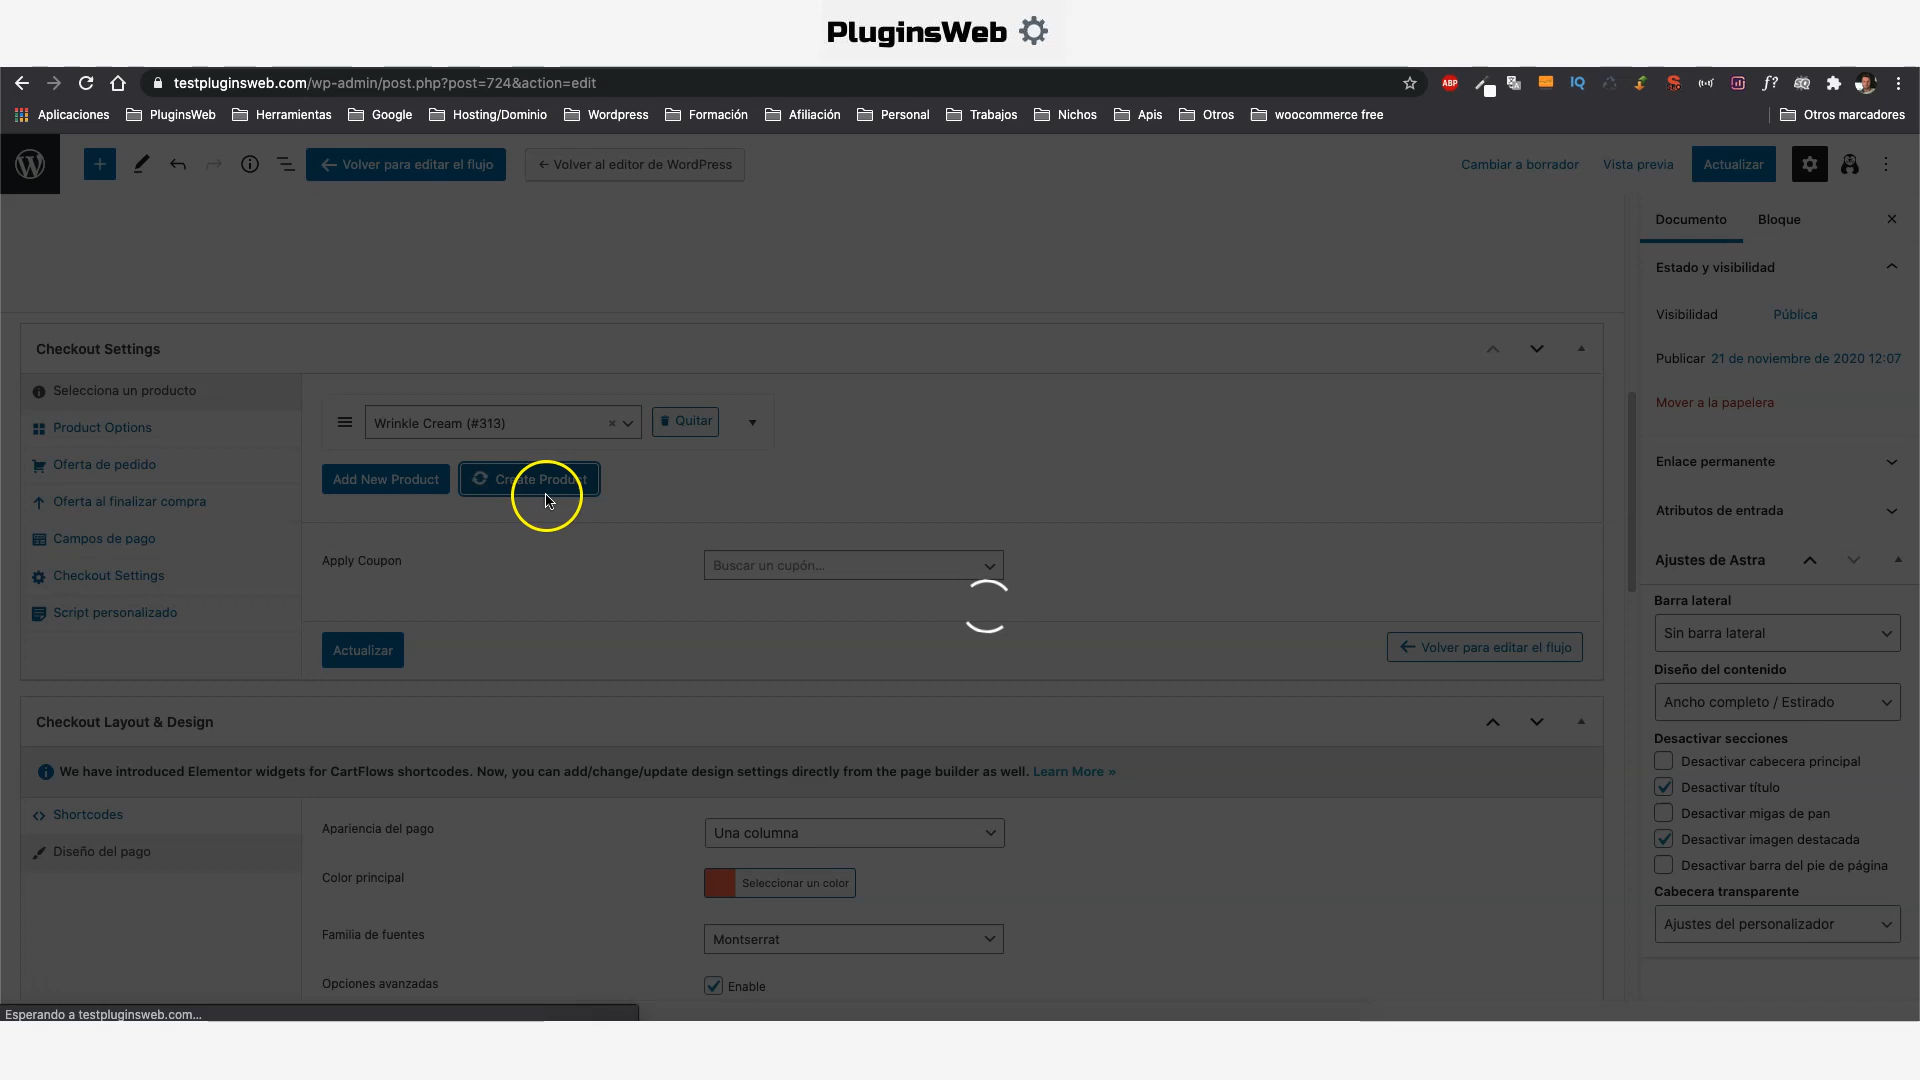 PluginsWeb
testpluginsweb.com/wp-admin/post.php?post=724&action=edit
Aplicaciones PluginsWeb Herramientas Google Hosting/Dominio Wordpress Formación Afiliación Personal Trabajos Nichos Apis Otros woocommerce free Otros marcadores
Volver para editar el flujo ← Volver al editor de WordPress Cambiar a borrador Vista previa Actualizar
Documento Bloque
Estado y visibilidad
Visibilidad Pública
Publicar 21 de noviembre de 2020 12:07
Mover a la papelera
Enlace permanente
Atributos de entrada
Ajustes de Astra
Barra lateral
Sin barra lateral
Diseño del contenido
Ancho completo / Estirado
Desactivar secciones
Desactivar cabecera principal
Desactivar título
Desactivar migas de pan
Desactivar imagen destacada
Desactivar barra del pie de página
Cabecera transparente
Ajustes del personalizador
Checkout Settings
Selecciona un producto
Product Options
Oferta de pedido
Oferta al finalizar compra
Campos de pago
Checkout Settings
Script personalizado
Wrinkle Cream (#313) × Quitar
Add New Product Create Product
Apply Coupon Buscar un cupón...
Actualizar Volver para editar el flujo
Checkout Layout & Design
We have introduced Elementor widgets for CartFlows shortcodes. Now, you can add/change/update design settings directly from the page builder as well. Learn More »
Shortcodes
Diseño del pago
Apariencia del pago Una columna
Color principal Seleccionar un color
Familia de fuentes Montserrat
Opciones avanzadas Enable
Esperando a testpluginsweb.com...